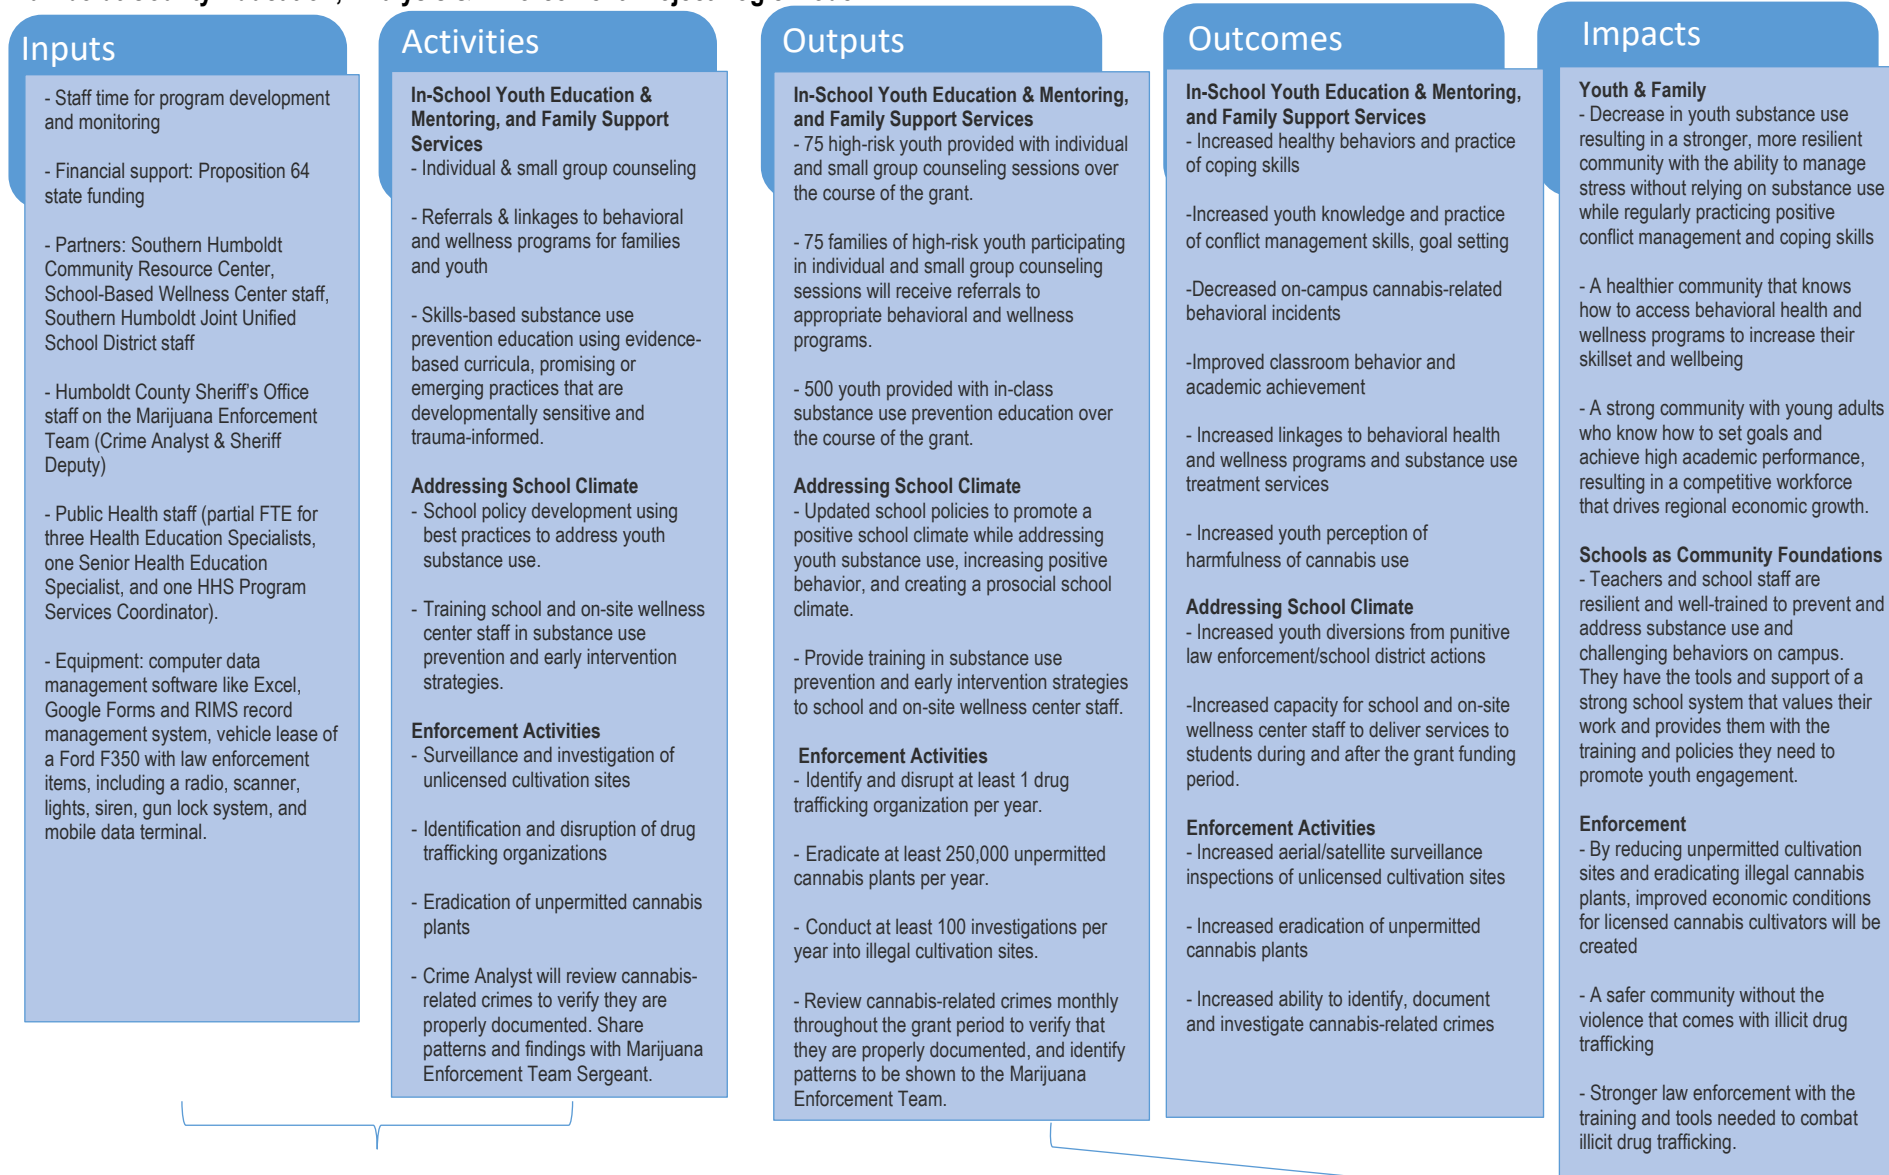 Inputs
- Staff time for program development
and monitoring
- Financial support: Proposition 64
state funding
- Partners: Southern Humboldt
Community Resource Center,
School-Based Wellness Center staff,
Southern Humboldt Joint Unified
School District staff
- Humboldt County Sheriff's Office
staff on the Marijuana Enforcement
Team (Crime Analyst & Sheriff
Deputy)
- Public Health staff (partial FTE for
three Health Education Specialists,
one Senior Health Education
Specialist, and one HHS Program
Services Coordinator).
- Equipment: computer data
management software like Excel,
Google Forms and RIMS record
management system, vehicle lease of
a Ford F350 with law enforcement
items, including a radio, scanner,
lights, siren, gun lock system, and
mobile data terminal.
Activities
In-School Youth Education &
Mentoring, and Family Support
Services
- Individual & small group counseling
- Referrals & linkages to behavioral
and wellness programs for families
and youth
- Skills-based substance use
prevention education using evidence-
based curricula, promising or
emerging practices that are
developmentally sensitive and
trauma-informed.
Addressing School Climate
- School policy development using
best practices to address youth
substance use.
- Training school and on-site wellness
center staff in substance use
prevention and early intervention
strategies.
Enforcement Activities
- Surveillance and investigation of
unlicensed cultivation sites
- Identification and disruption of drug
trafficking organizations
- Eradication of unpermitted cannabis
plants
- Crime Analyst will review cannabis-
related crimes to verify they are
properly documented. Share
patterns and findings with Marijuana
Enforcement Team Sergeant.
Outputs
In-School Youth Education & Mentoring,
and Family Support Services
- 75 high-risk youth provided with individual
and small group counseling sessions over
the course of the grant.
- 75 families of high-risk youth participating
in individual and small group counseling
sessions will receive referrals to
appropriate behavioral and wellness
programs.
- 500 youth provided with in-class
substance use prevention education over
the course of the grant.
Addressing School Climate
- Updated school policies to promote a
positive school climate while addressing
youth substance use, increasing positive
behavior, and creating a prosocial school
climate.
- Provide training in substance use
prevention and early intervention strategies
to school and on-site wellness center staff.
Enforcement Activities
- Identify and disrupt at least 1 drug
trafficking organization per year.
- Eradicate at least 250,000 unpermitted
cannabis plants per year.
- Conduct at least 100 investigations per
year into illegal cultivation sites.
- Review cannabis-related crimes monthly
throughout the grant period to verify that
they are properly documented, and identify
patterns to be shown to the Marijuana
Enforcement Team.
Outcomes
In-School Youth Education & Mentoring,
and Family Support Services
- Increased healthy behaviors and practice
of coping skills
-Increased youth knowledge and practice
of conflict management skills, goal setting
-Decreased on-campus cannabis-related
behavioral incidents
-Improved classroom behavior and
academic achievement
- Increased linkages to behavioral health
and wellness programs and substance use
treatment services
- Increased youth perception of
harmfulness of cannabis use
Addressing School Climate
- Increased youth diversions from punitive
law enforcement/school district actions
-Increased capacity for school and on-site
wellness center staff to deliver services to
students during and after the grant funding
period.
Enforcement Activities
- Increased aerial/satellite surveillance
inspections of unlicensed cultivation sites
- Increased eradication of unpermitted
cannabis plants
- Increased ability to identify, document
and investigate cannabis-related crimes
Impacts
Youth & Family
- Decrease in youth substance use
resulting in a stronger, more resilient
community with the ability to manage
stress without relying on substance use
while regularly practicing positive
conflict management and coping skills
- A healthier community that knows
how to access behavioral health and
wellness programs to increase their
skillset and wellbeing
- A strong community with young adults
who know how to set goals and
achieve high academic performance,
resulting in a competitive workforce
that drives regional economic growth.
Schools as Community Foundations
- Teachers and school staff are
resilient and well-trained to prevent and
address substance use and
challenging behaviors on campus.
They have the tools and support of a
strong school system that values their
work and provides them with the
training and policies they need to
promote youth engagement.
Enforcement
- By reducing unpermitted cultivation
sites and eradicating illegal cannabis
plants, improved economic conditions
for licensed cannabis cultivators will be
created
- A safer community without the
violence that comes with illicit drug
trafficking
- Stronger law enforcement with the
training and tools needed to combat
illicit drug trafficking.